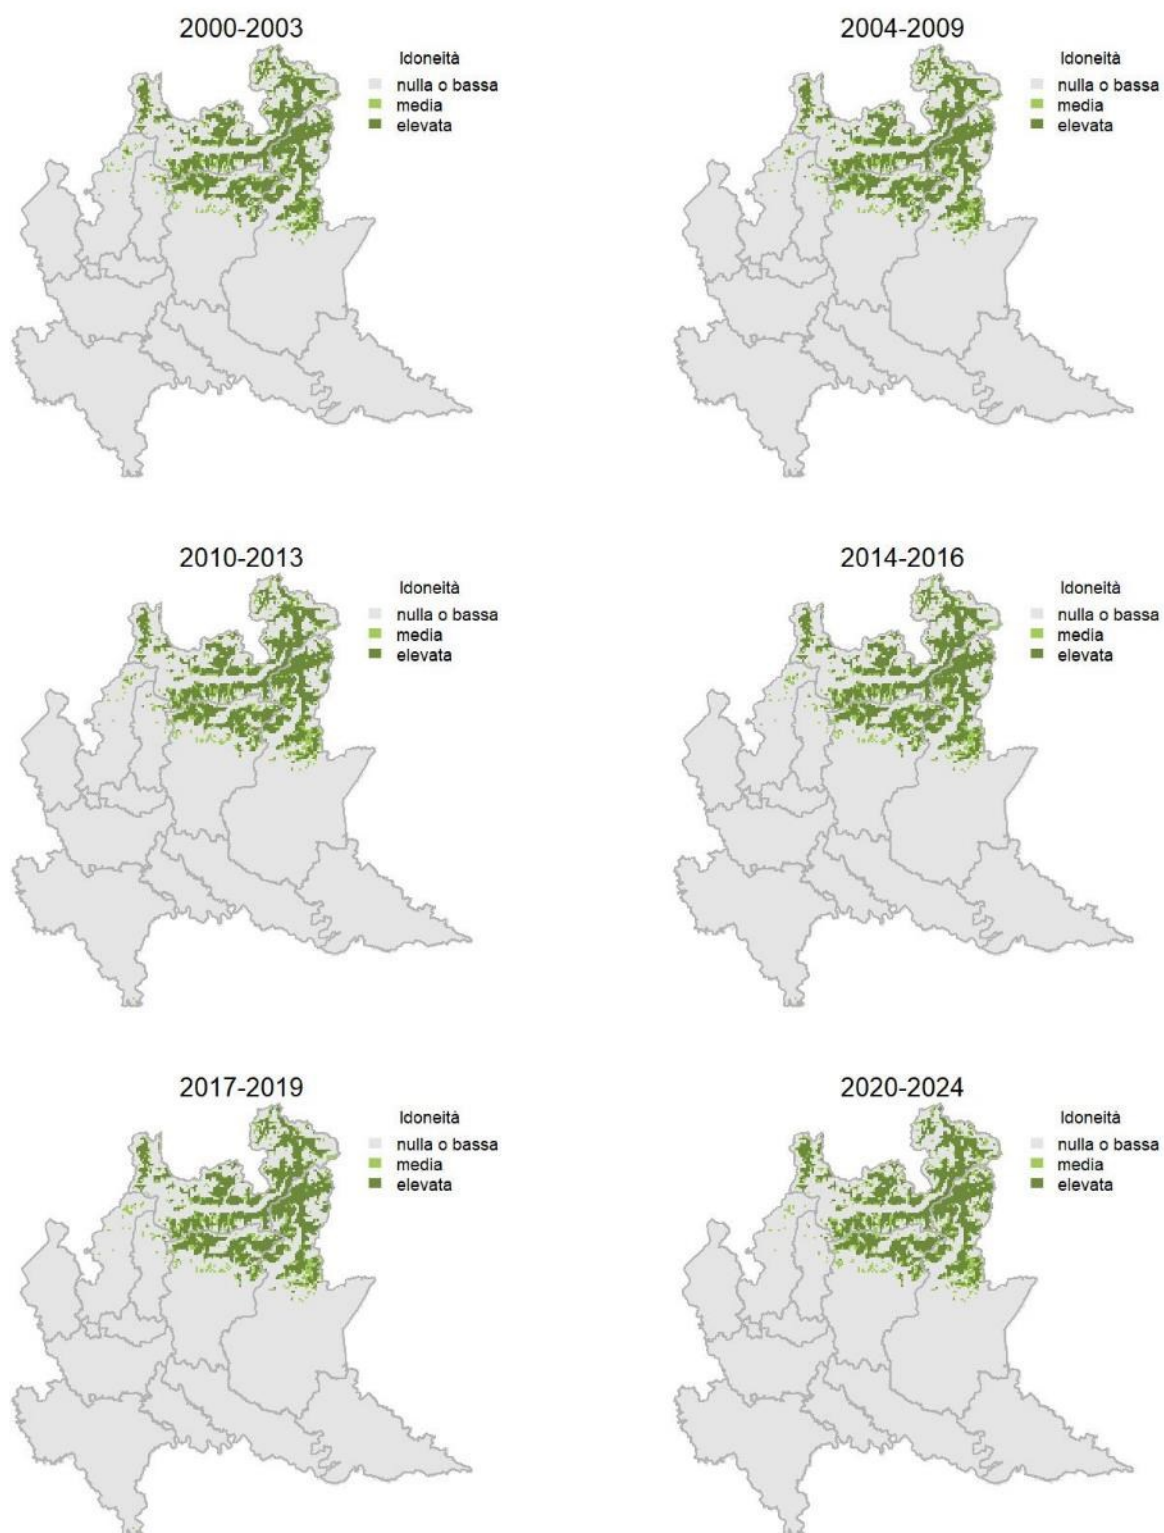 2000-2003
Idoneità
nulla o bassa
media
elevata
2004-2009
Idoneità
nulla o bassa
media
elevata
2010-2013
Idoneità
nulla o bassa
media
elevata
2014-2016
Idoneità
nulla o bassa
media
elevata
2017-2019
Idoneità
nulla o bassa
media
elevata
2020-2024
Idoneità
nulla o bassa
media
elevata